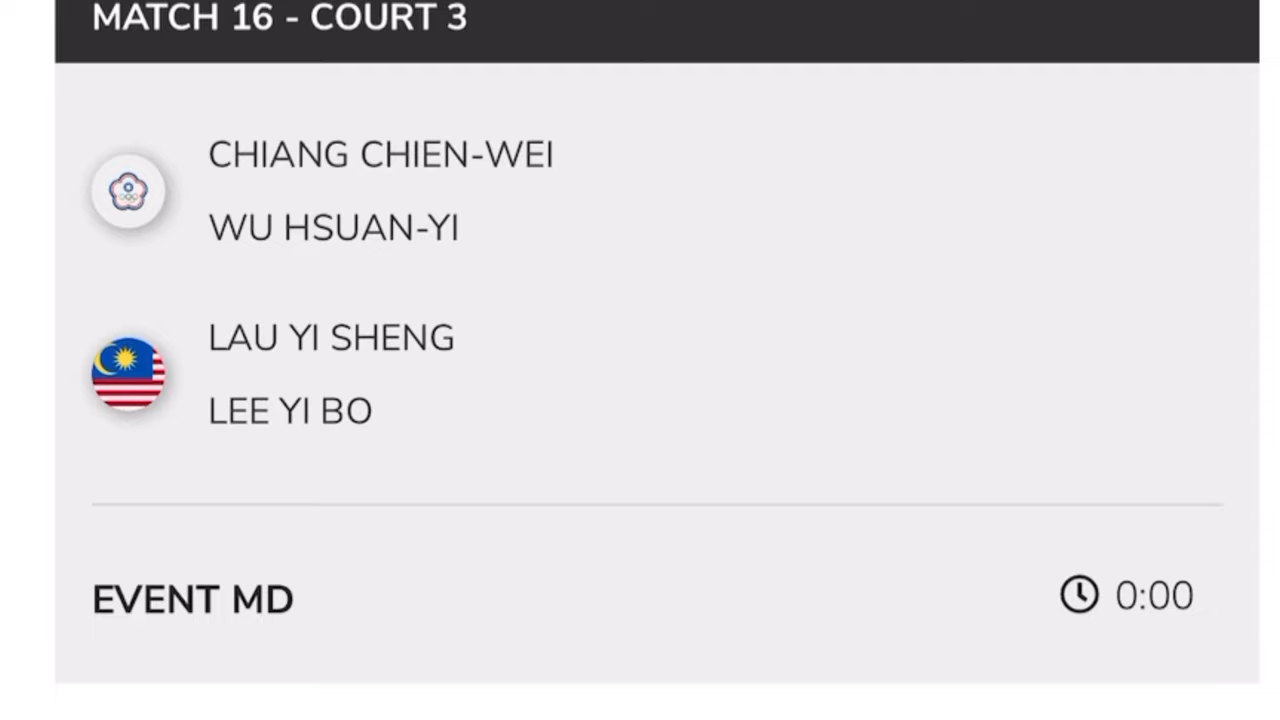 MATCH 16 - COURT 3
CHIANG CHIEN-WEI
WU HSUAN-YI
LAU YI SHENG
LEE YI BO
EVENT MD
0:00